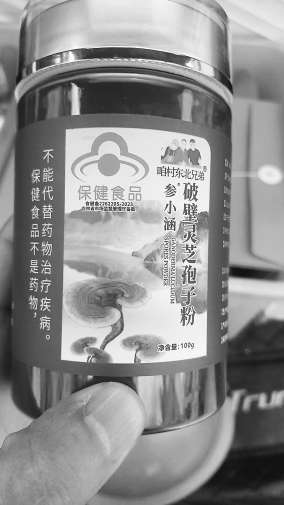 保健食品不是药物，
不能代替药物治疗疾病。
保健食品
咱村东北兄弟®
参小涵®
破壁灵芝孢子粉
净含量：100g
Trun